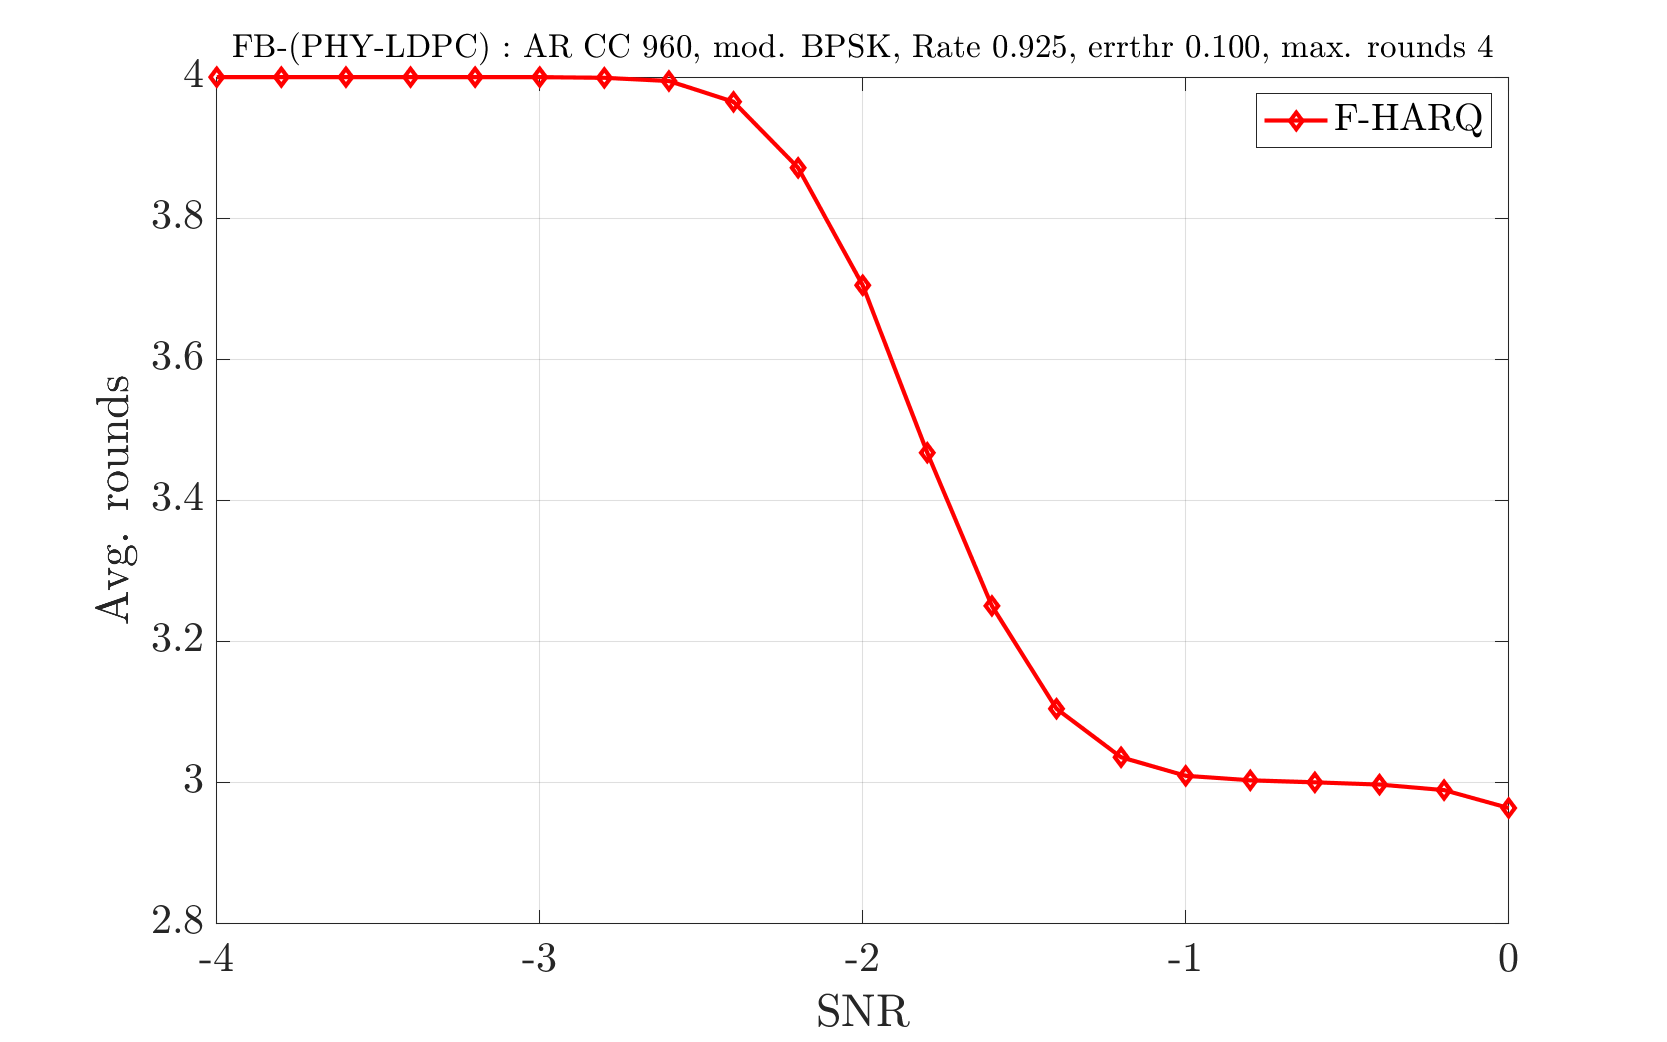 FB-(PHY-LDPC) : AR CC 960, mod. BPSK, Rate 0.925, errthr 0.100, max. rounds 4
F-HARQ
4
3.8
3.6
3.4
3.2
3
2.8
Avg. rounds
-4 -3 -2 -1 0
SNR